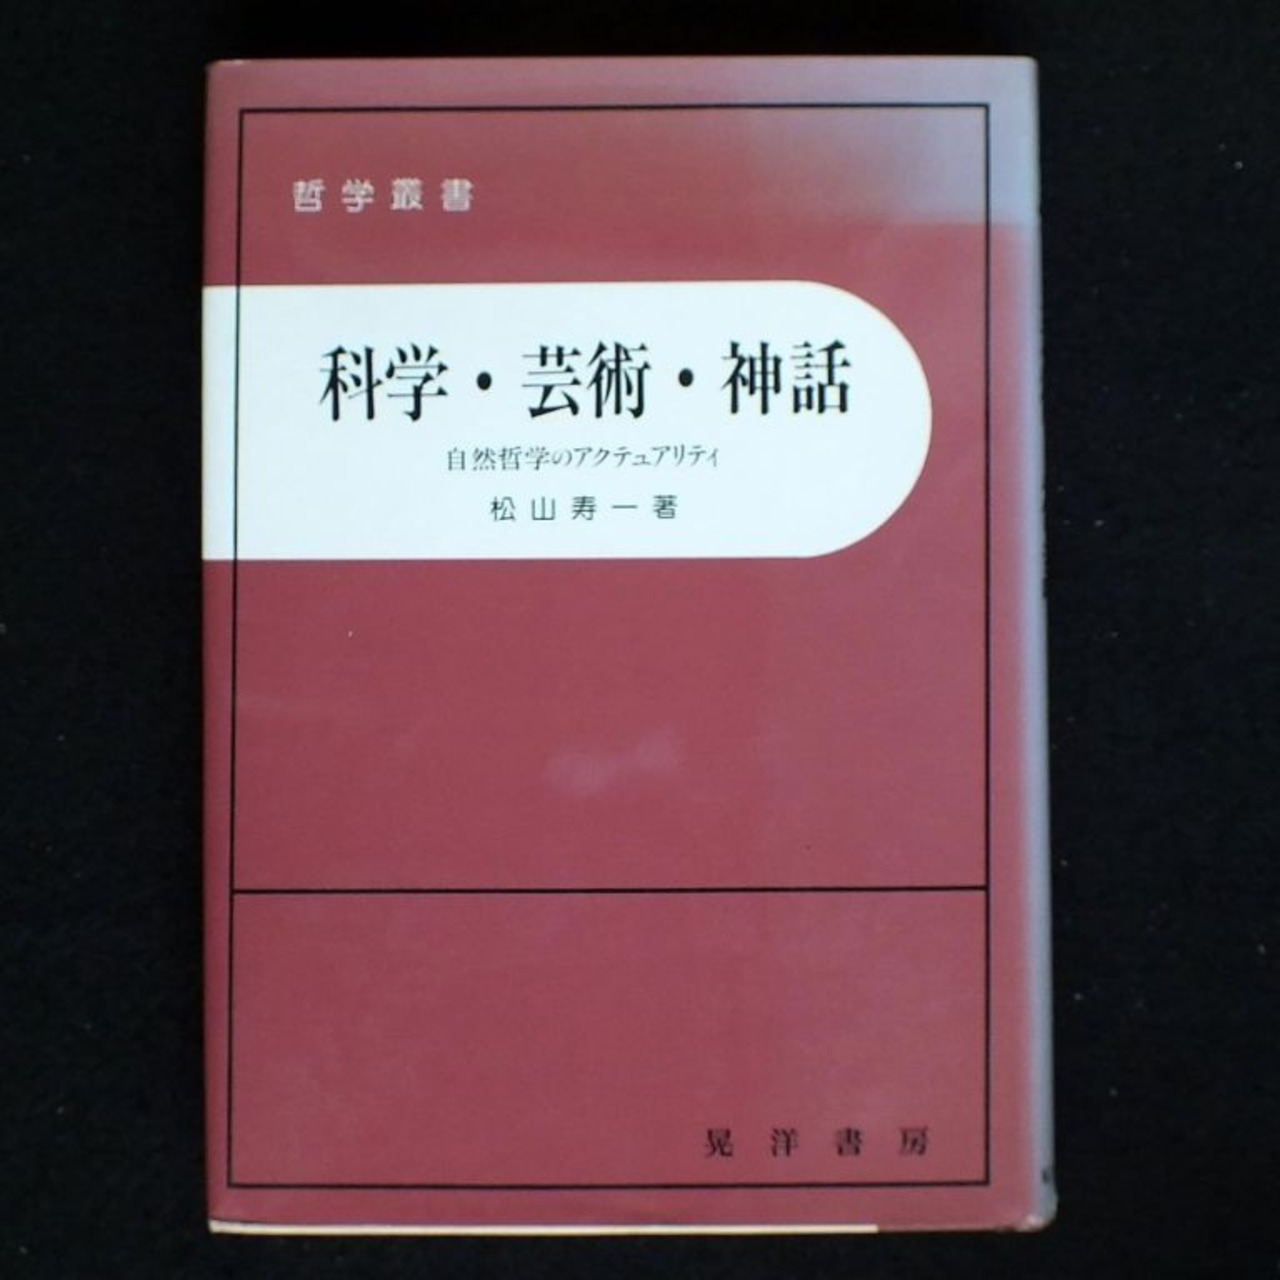 哲学叢書
科学・芸術・神話
自然哲学のアクチュアリティ
松山寿一著
晃洋書房